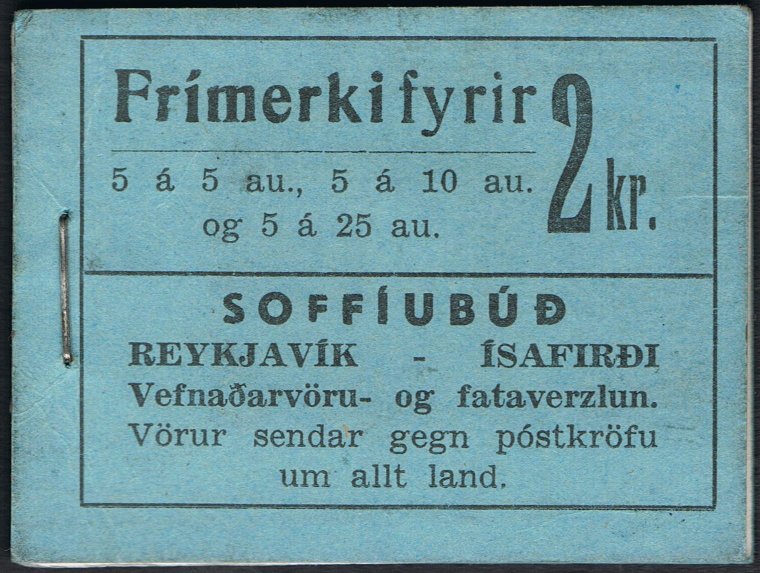 Frímerki fyrir 2 kr.
5 á 5 au., 5 á 10 au.
og 5 á 25 au.
SOFFÍUBÚÐ
REYKJAVÍK - ÍSAFIRÐI
Vefnaðarvöru- og fataverzlun.
Vörur sendar gegn póstkröfu
um allt land.